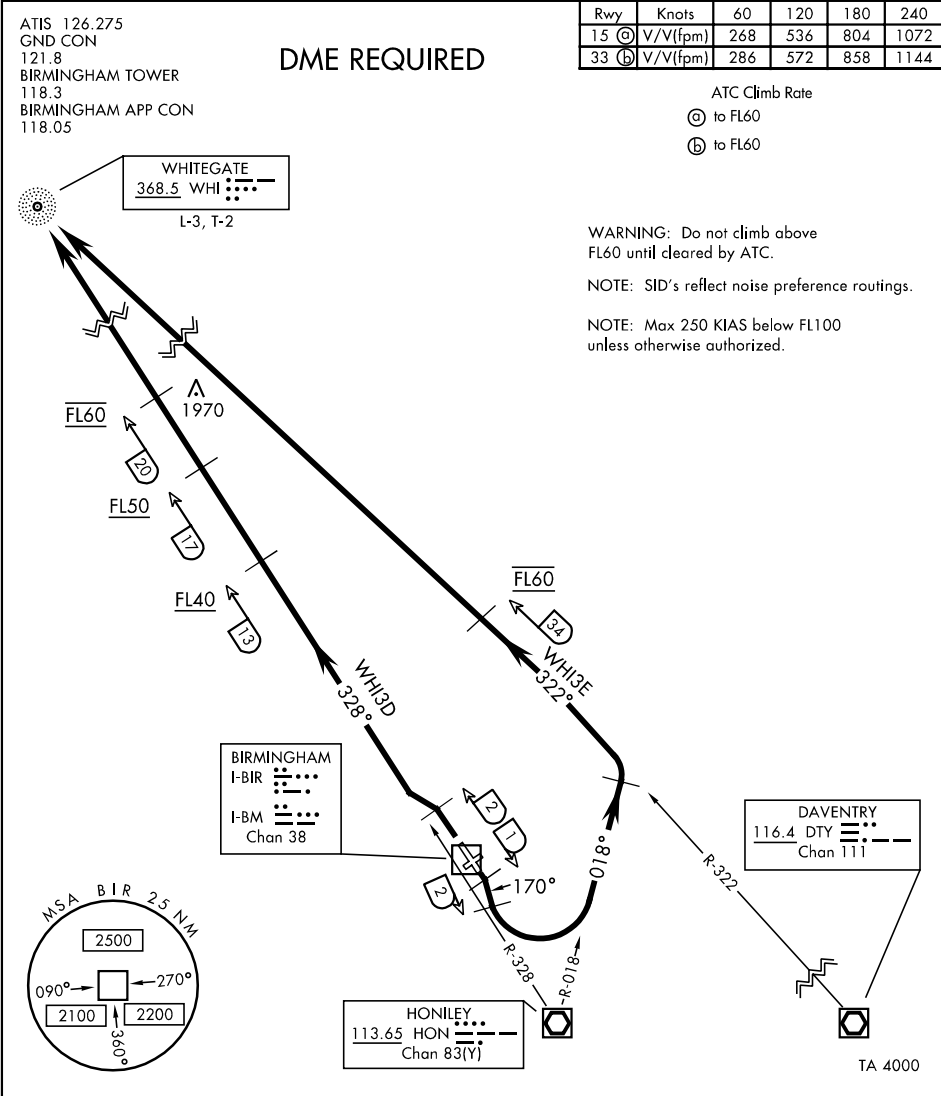 ATIS 126.275
GND CON
121.8
BIRMINGHAM TOWER
118.3
BIRMINGHAM APP CON
118.05
DME REQUIRED
Rwy Knots 60 120 180 240
15 ⓐ V/V(fpm) 268 536 804 1072
33 ⓑ V/V(fpm) 286 572 858 1144
ATC Climb Rate
ⓐ to FL60
ⓑ to FL60
WHITEGATE
368.5 WHI
L-3, T-2
WARNING: Do not climb above
FL60 until cleared by ATC.
NOTE: SID's reflect noise preference routings.
NOTE: Max 250 KIAS below FL100
unless otherwise authorized.
1970
FL60
20
FL50
17
FL40
13
FL60
34
WHI3D
328°
WHI3E
322°
BIRMINGHAM
I-BIR
I-BM
Chan 38
2
1
2
170°
018°
DAVENTRY
116.4 DTY
Chan 111
R-322
R-328
R-018
MSA BIR 25 NM
2500
090°
270°
2100
2200
360°
HONILEY
113.65 HON
Chan 83(Y)
TA 4000